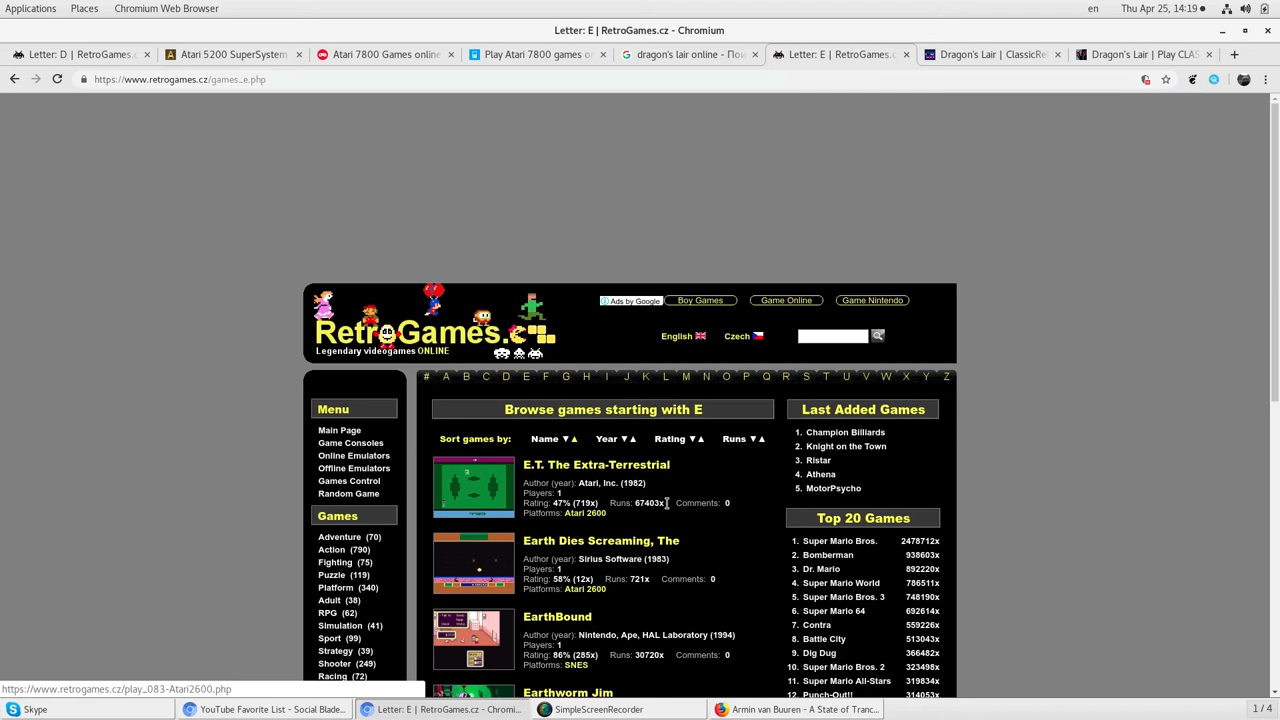 Applications Places Chromium Web Browser en Thu Apr 25, 14:19
Letter: E | RetroGames.cz - Chromium
Letter: D | RetroGames.c Atari 5200 SuperSystem Atari 7800 Games online Play Atari 7800 games on dragon's lair online - Пои Letter: E | RetroGames.c Dragon's Lair | ClassicRel Dragon's Lair | Play CLAS
https://www.retrogames.cz/games_e.php
Ads by Google Boy Games Game Online Game Nintendo
RetroGames.c
English Czech
Legendary videogames ONLINE
# A B C D E F G H I J K L M N O P Q R S T U V W X Y Z
Menu
Main Page
Game Consoles
Online Emulators
Offline Emulators
Games Control
Random Game
Games
Adventure (70)
Action (790)
Fighting (75)
Puzzle (119)
Platform (340)
Adult (38)
RPG (62)
Simulation (41)
Sport (99)
Strategy (39)
Shooter (249)
Racing (72)
Browse games starting with E
Sort games by: Name ▼▲ Year ▼▲ Rating ▼▲ Runs ▼▲
E.T. The Extra-Terrestrial
Author (year): Atari, Inc. (1982)
Players: 1
Rating: 47% (719x) Runs: 67403x Comments: 0
Platforms: Atari 2600
Earth Dies Screaming, The
Author (year): Sirius Software (1983)
Players: 1
Rating: 58% (12x) Runs: 721x Comments: 0
Platforms: Atari 2600
EarthBound
Author (year): Nintendo, Ape, HAL Laboratory (1994)
Players: 1
Rating: 86% (285x) Runs: 30720x Comments: 0
Platforms: SNES
Earthworm Jim
Last Added Games
1. Champion Billiards
2. Knight on the Town
3. Ristar
4. Athena
5. MotorPsycho
Top 20 Games
1. Super Mario Bros. 2478712x
2. Bomberman 938603x
3. Dr. Mario 892220x
4. Super Mario World 786511x
5. Super Mario Bros. 3 748190x
6. Super Mario 64 692614x
7. Contra 559226x
8. Battle City 513043x
9. Dig Dug 366482x
10. Super Mario Bros. 2 323498x
11. Super Mario All-Stars 319834x
12. Punch-Out!! 314053x
https://www.retrogames.cz/play_083-Atari2600.php
Skype YouTube Favorite List - Social Blade... Letter: E | RetroGames.cz - Chromi... SimpleScreenRecorder Armin van Buuren - A State of Tranc... 1 / 4